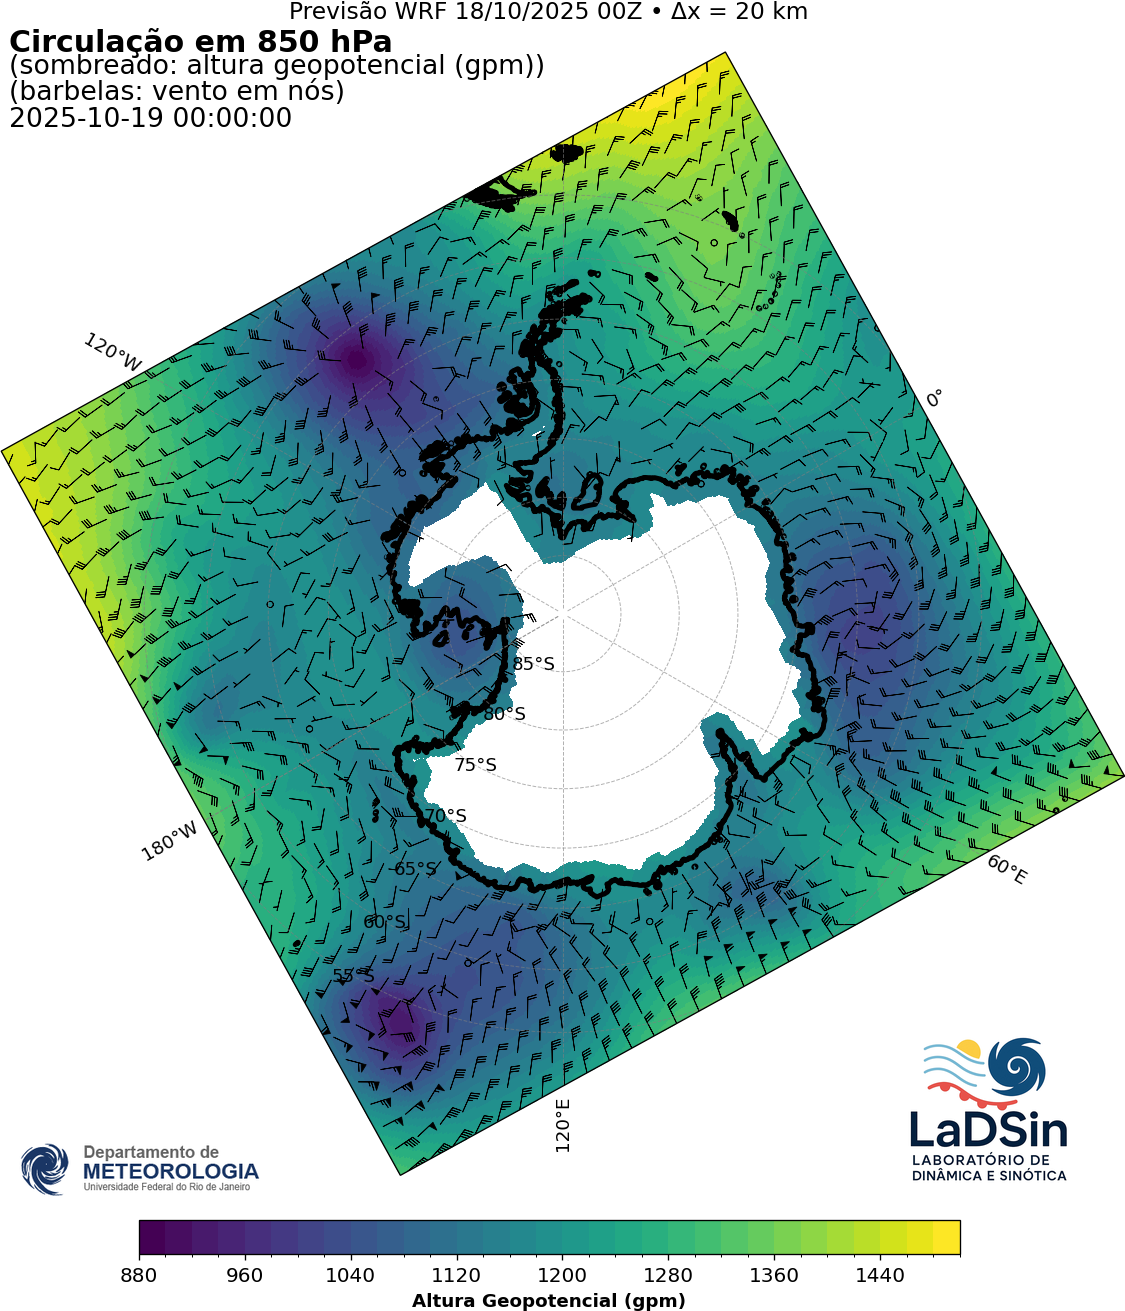 Previsão WRF 18/10/2025 00Z • Δx = 20 km
Circulação em 850 hPa
(sombreado: altura geopotencial (gpm))
(barbelas: vento em nós)
2025-10-19 00:00:00
120°W
0°
85°S
80°S
75°S
70°S
180°W
65°S
60°E
60°S
55°S
120°E
LaDSin
LABORATÓRIO DE
DINÂMICA E SINÓTICA
Departamento de
METEOROLOGIA
Universidade Federal do Rio de Janeiro
880 960 1040 1120 1200 1280 1360 1440
Altura Geopotencial (gpm)